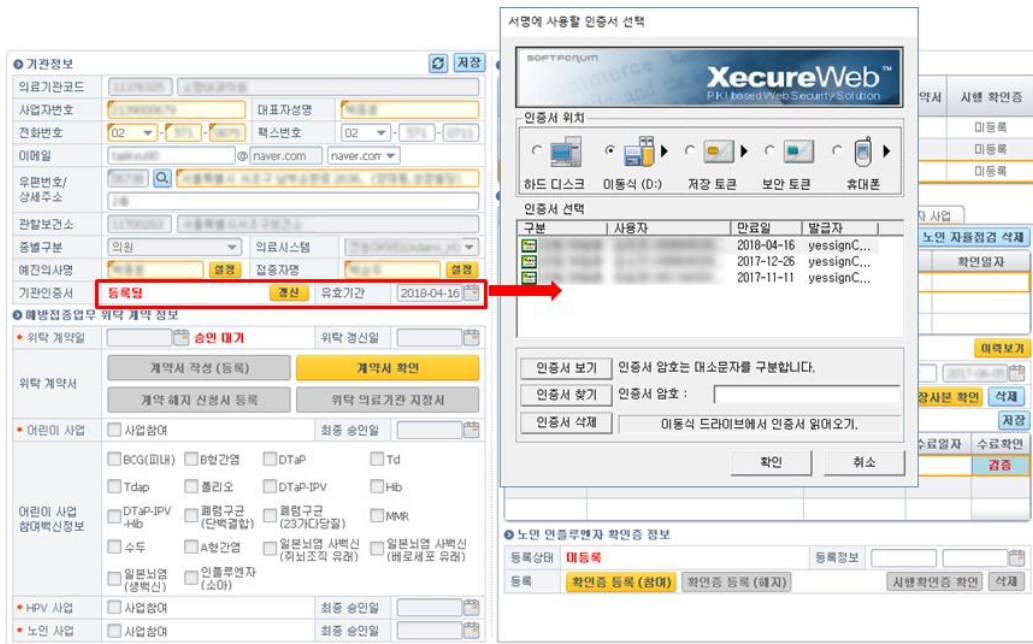 서명에 사용할 인증서 선택
SOFTFORUM
XecureWeb™
PKI based Web Security Solution
인증서 위치
하드 디스크 이동식 (D:) 저장 토큰 보안 토큰 휴대폰
인증서 선택
구분 사용자 만료일 발급자
2018-04-16 yessignC,,,
2017-12-26 yessignC,,,
2017-11-11 yessignC,,,
인증서 보기 인증서 암호는 대소문자를 구분합니다.
인증서 찾기 인증서 암호 :
인증서 삭제 이동식 드라이브에서 인증서 읽어오기.
확인 취소
기관정보 저장
의료기관코드
사업자번호 대표자성명
전화번호 02 - - 팩스번호 02 - -
이메일 @ naver.com naver.com
우편번호/
상세주소
2층
관할보건소
종별구분 의원 의료시스템
예진의사명 설정 접종자명 설정
기관인증서 등록됨 갱신 유효기간 2018-04-16
예방접종업무 위탁 계약 정보
위탁 계약일 승인 대기 위탁 갱신일
위탁 계약서 계약서 작성 (등록) 계약서 확인
계약 해지 신청서 등록 위탁 의료기관 지정서
어린이 사업 사업참여 최종 승인일
어린이 사업
참여백신정보
BCG(피내) B형간염 DTaP Td
Tdap 폴리오 DTaP-IPV Hib
DTaP-IPV
-Hib 폐렴구균
(단백결합) 폐렴구균
(23가다당질) MMR
수두 A형간염 일본뇌염 사백신
(쥐뇌조직 유래) 일본뇌염 사백신
(베로세포 유래)
일본뇌염
(생백신) 인플루엔자
(소아)
HPV 사업 사업참여 최종 승인일
노인 사업 사업참여 최종 승인일
약서 시행 확인증
미등록
미등록
미등록
자 사업
노인 자율점검 삭제
확인일자
이력보기
장사본 확인 삭제
저장
수료일자 수료확인
검증
노인 인플루엔자 확인증 정보
등록상태 미등록 등록정보
등록 확인증 등록 (참여) 확인증 등록 (해지) 시행확인증 확인 삭제